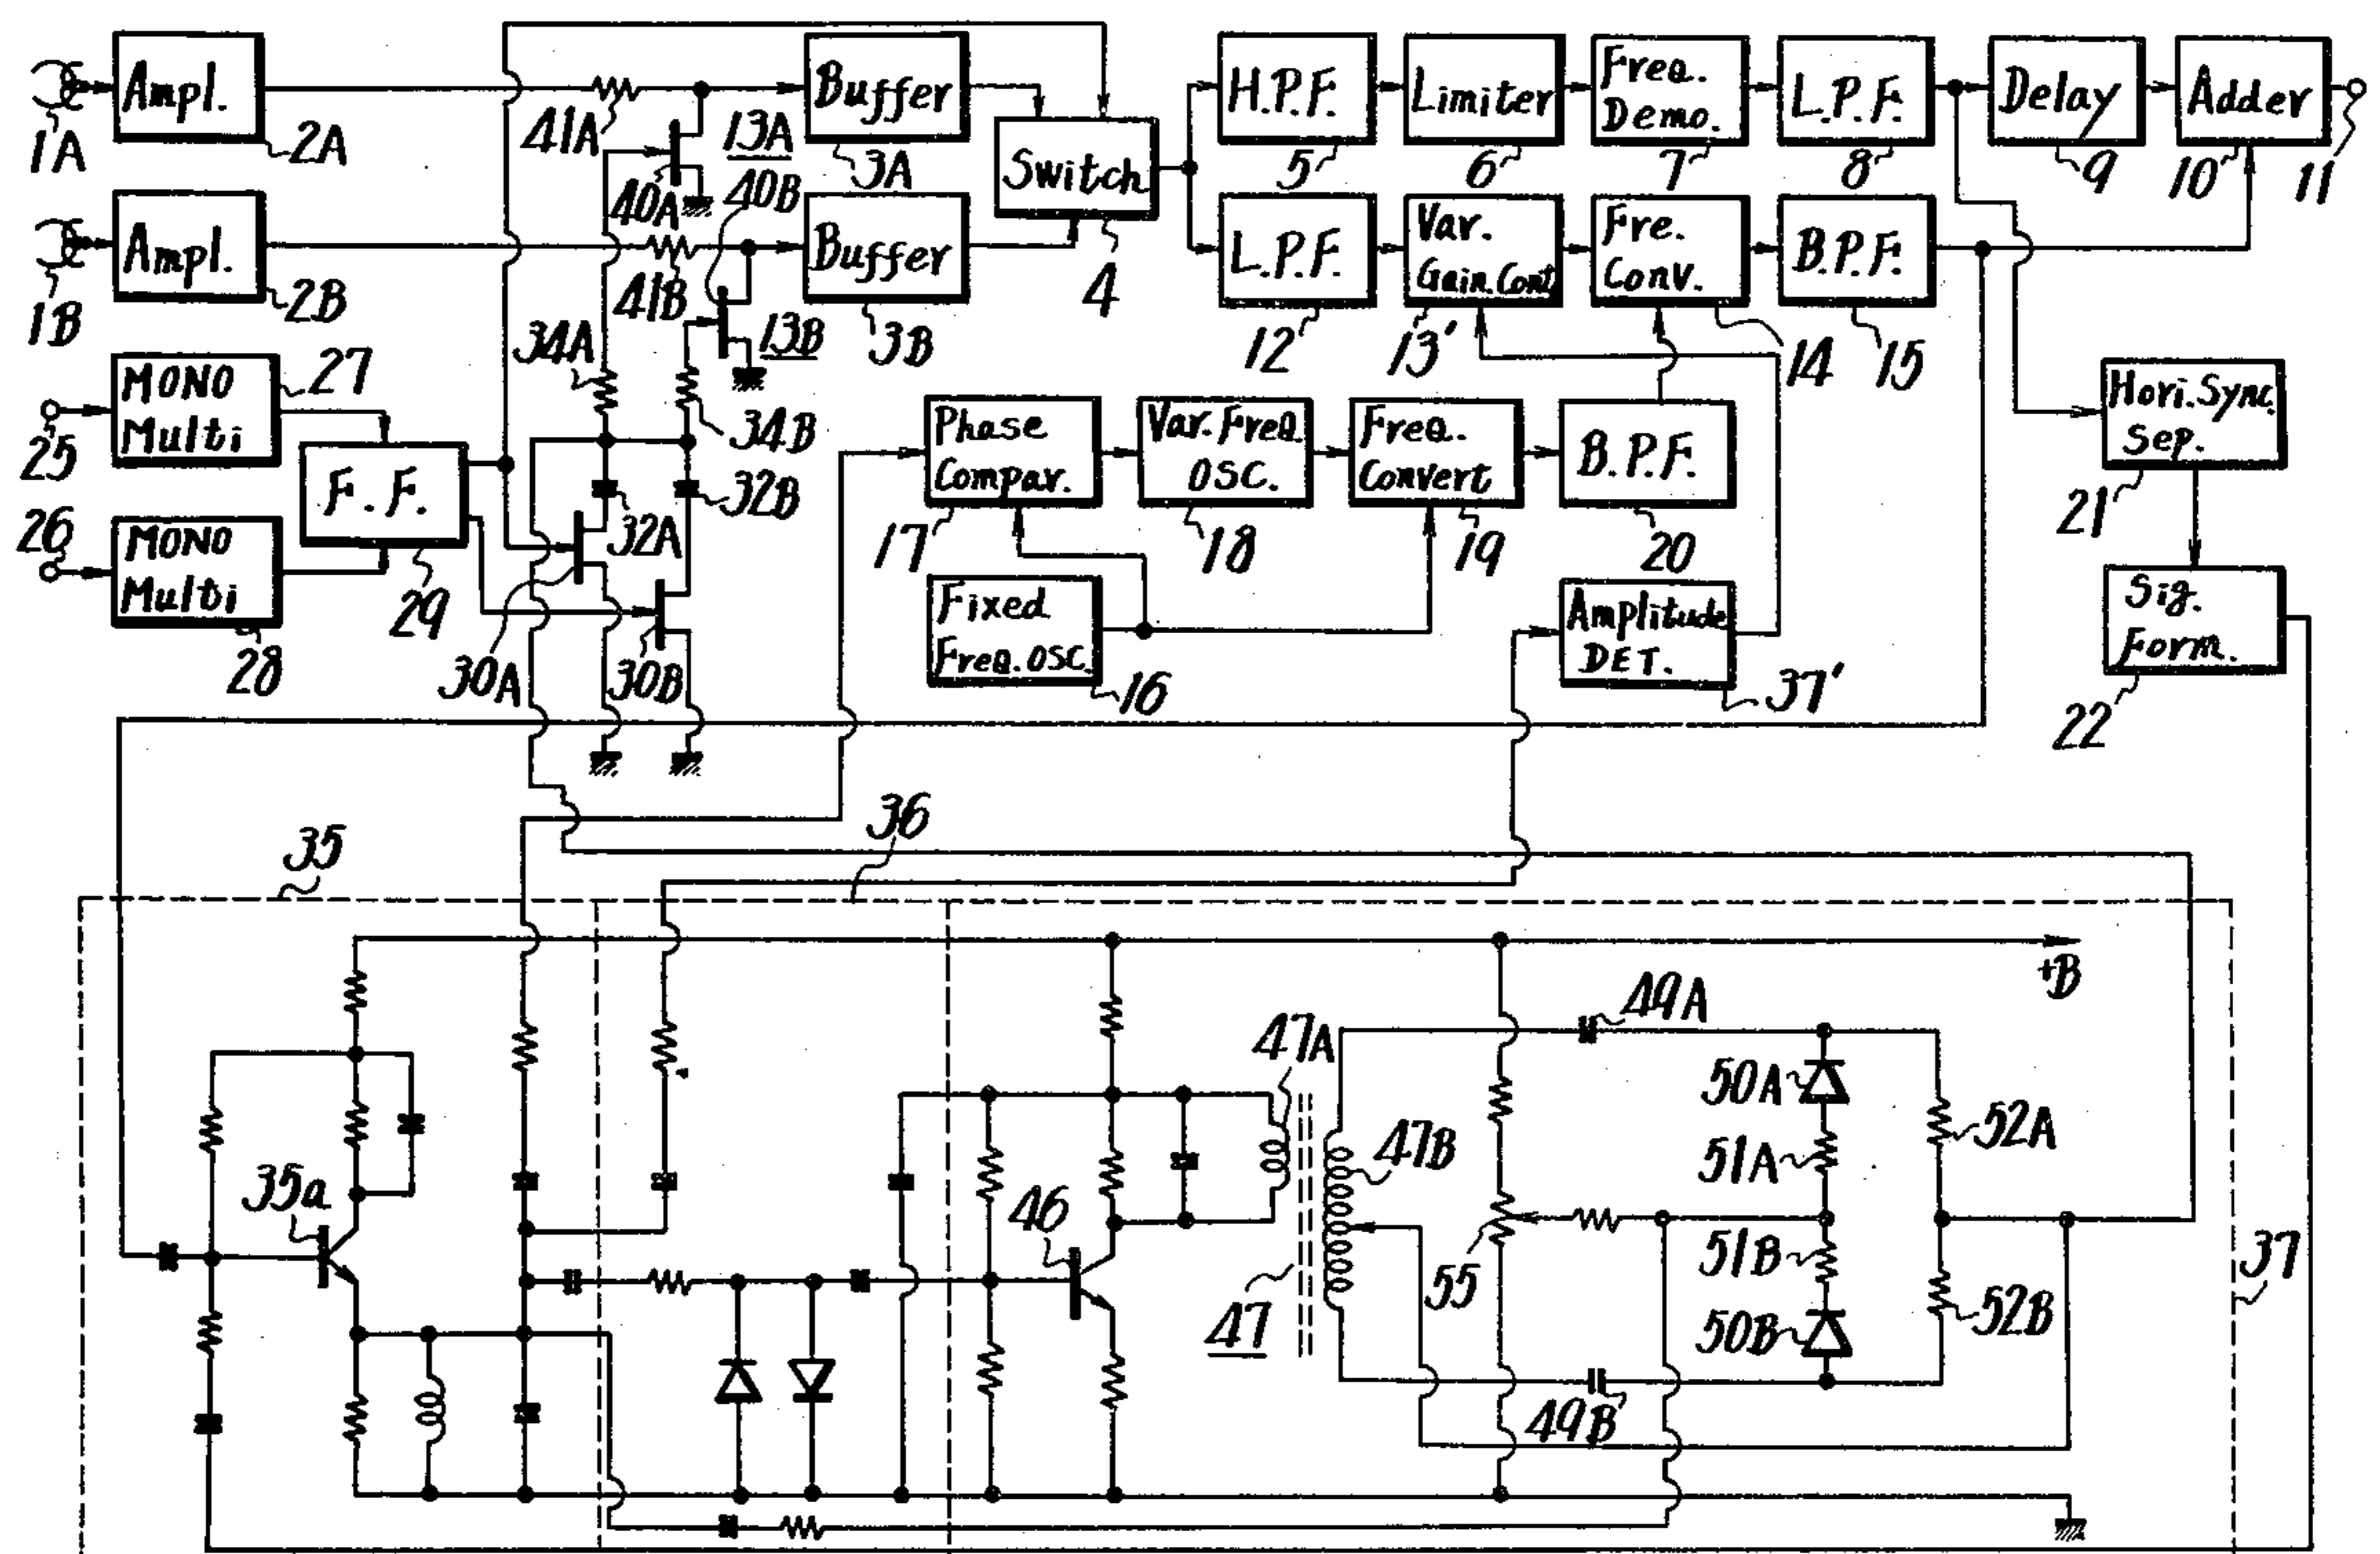 Ampl.
Buffer
H.P.F.
Limiter
Freq.
Demo.
L.P.F.
Delay
Adder
1A
2A
41A
13A
3A
Switch
5
6
7
8
9
10
11
40A
40B
Ampl.
Buffer
L.P.F.
Var.
Gain.Cont
Fre.
Conv.
B.P.F.
1B
2B
41B
13B
3B
4
12
13'
14
15
34A
34B
MONO
Multi
27
25
Phase
Compar.
Var.Freq
OSC.
Freq.
Convert
B.P.F.
Hori.Sync.
Sep.
F.F.
32A
32B
17
18
19
20
21
26
MONO
Multi
28
29
30A
30B
Fixed
Freq.OSC.
16
Amplitude
DET.
37'
Sig.
Form.
22
35
36
+B
49A
47A
50A
52A
47B
51A
35a
46
55
51B
37
47
50B
52B
49B